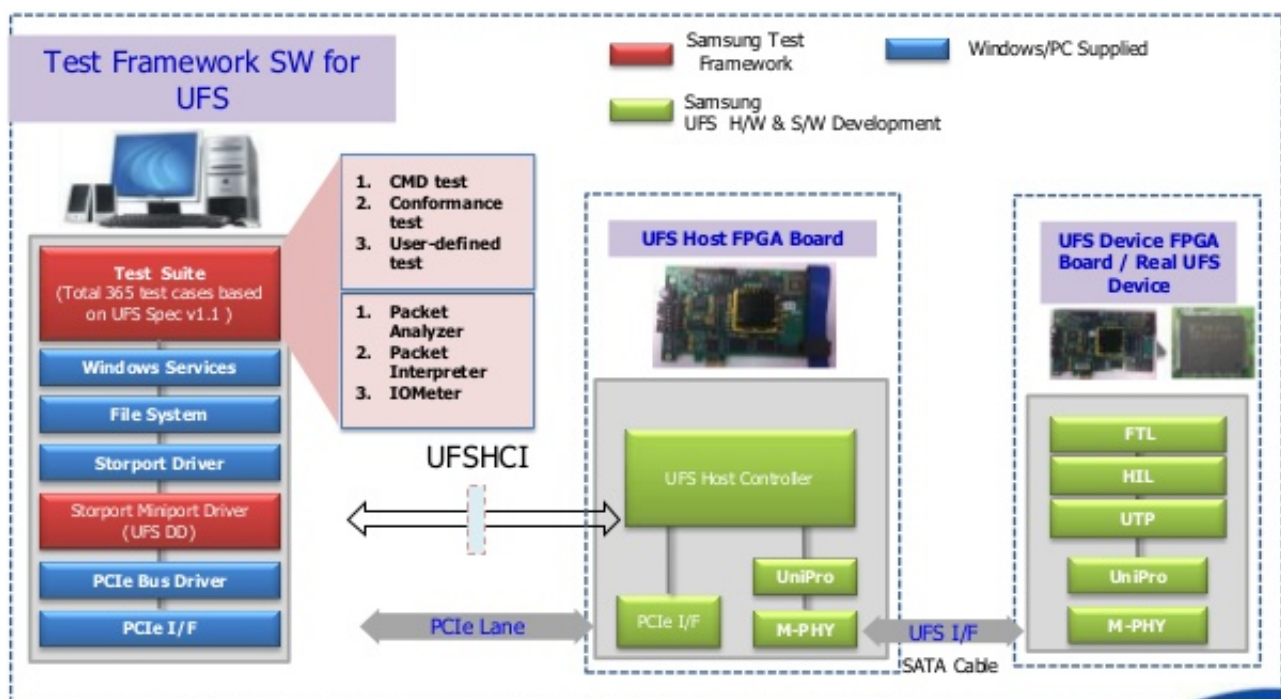 Test Framework SW for
UFS
Samsung Test
Framework
Windows/PC Supplied
Samsung
UFS H/W & S/W Development
1. CMD test
2. Conformance
test
3. User-defined
test
1. Packet
Analyzer
2. Packet
Interpreter
3. IOMeter
Test Suite
(Total 365 test cases based
on UFS Spec v1.1 )
Windows Services
File System
Storport Driver
Storport Miniport Driver
(UFS DD)
PCIe Bus Driver
PCIe I/F
UFSHCI
PCIe Lane
UFS Host FPGA Board
UFS Host Controller
UniPro
PCIe I/F
M-PHY
UFS I/F
SATA Cable
UFS Device FPGA
Board / Real UFS
Device
FTL
HIL
UTP
UniPro
M-PHY